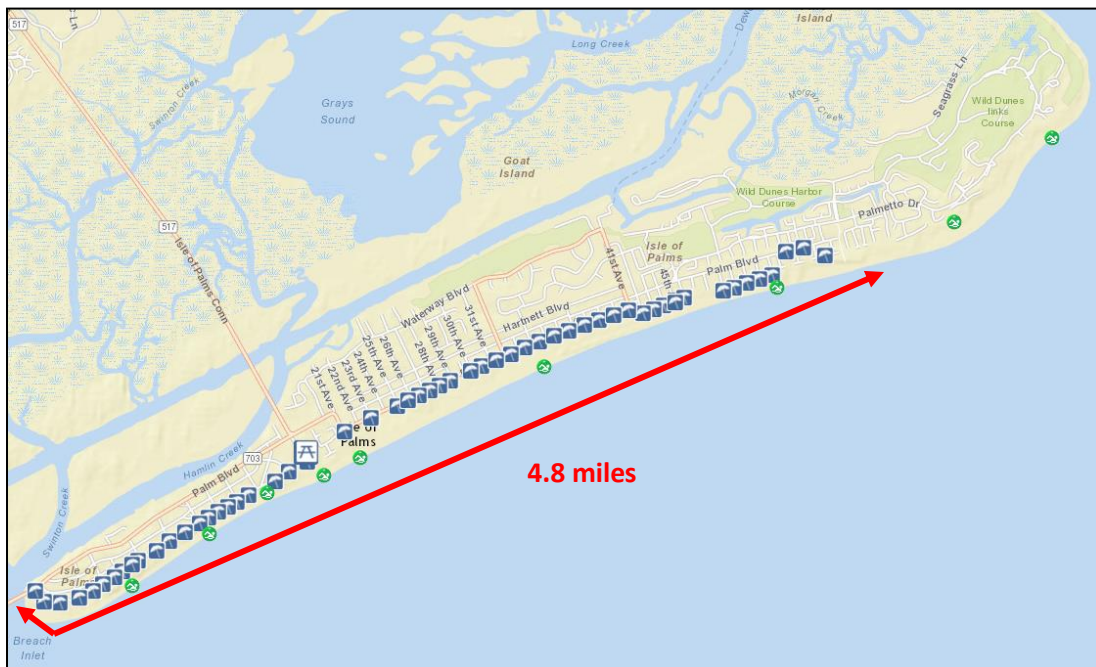 517
Island
Long Creek
Dew
Swinton Creek
Grays
Sound
Morgan Creek
Seagrass Ln
Wild Dunes
links
Course
Goat
Island
517
Isle of Palms Conn
Wild Dunes Harbor
Course
Palmetto Dr
Isle of
Palms
Palm Blvd
41st Ave
45th
Waterway Blvd
Hartnett Blvd
31st Ave
30th Ave
29th Ave
28th Ave
26th Ave
25th Ave
24th Ave
23rd Ave
22nd Ave
21st Ave
Palms
703
Hamlin Creek
Palm Blvd
4.8 miles
Swinton Creek
Isle of
Palms
Breach
Inlet